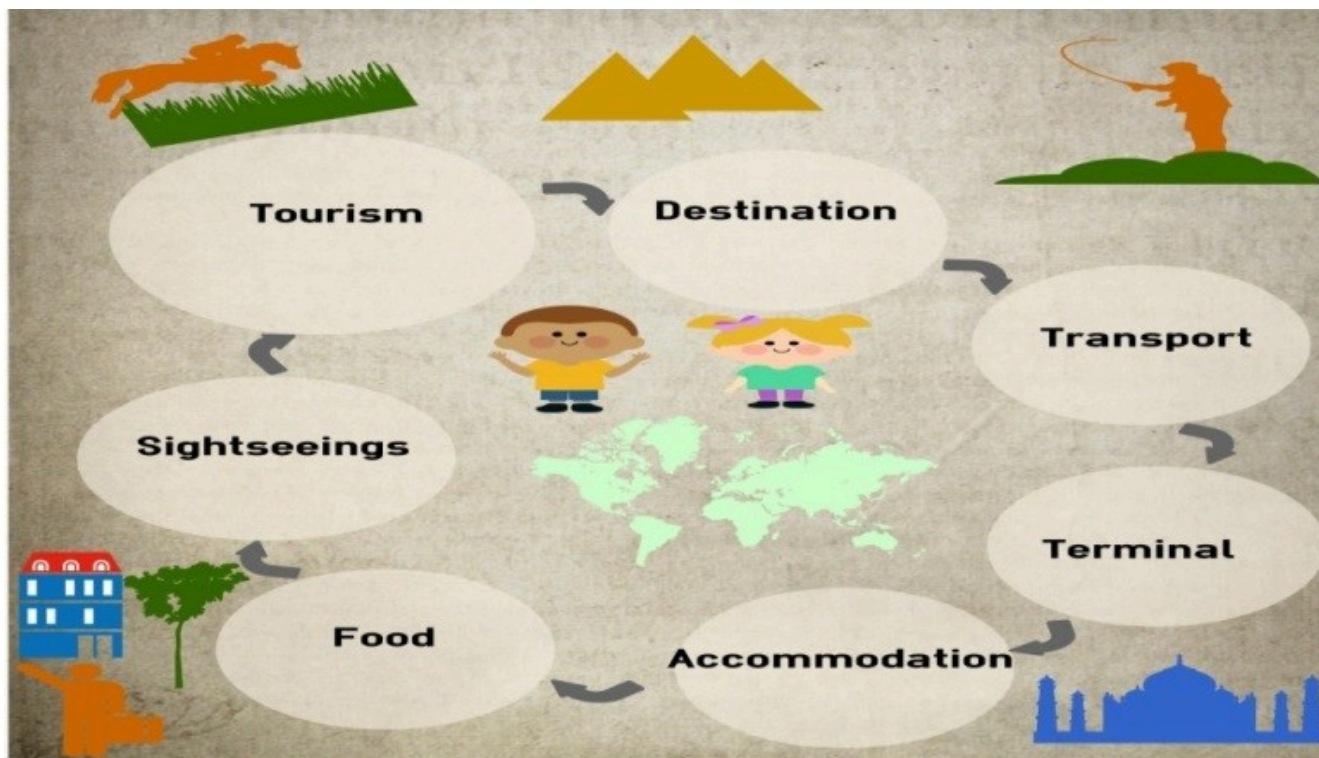 Tourism
Destination
Transport
Terminal
Accommodation
Food
Sightseeings